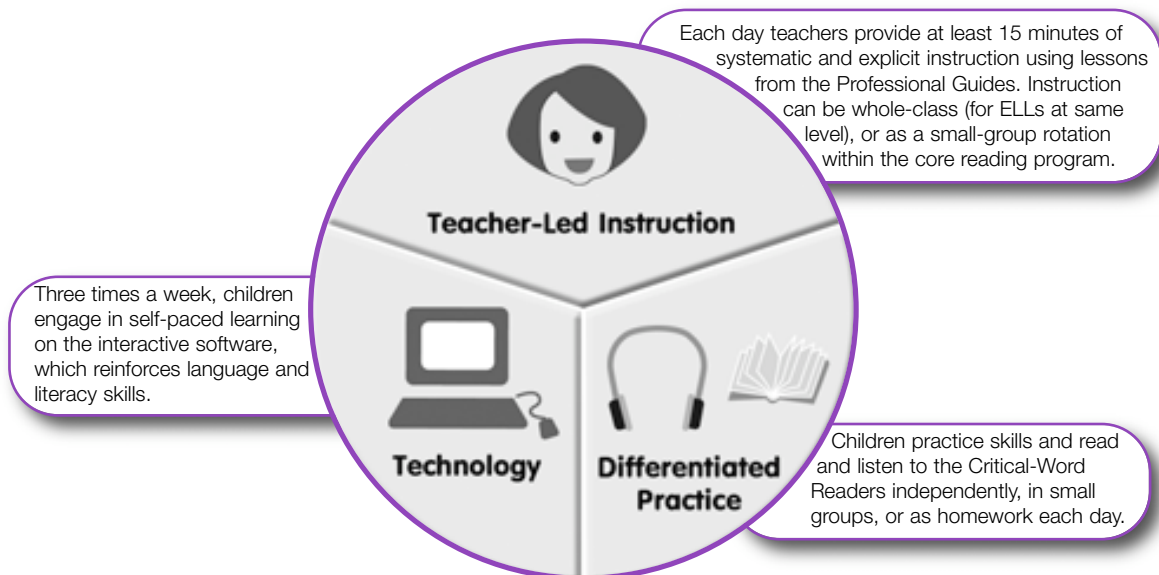 Each day teachers provide at least 15 minutes of
systematic and explicit instruction using lessons
from the Professional Guides. Instruction
can be whole-class (for ELLs at same
level), or as a small-group rotation
within the core reading program.
Teacher-Led Instruction
Three times a week, children
engage in self-paced learning
on the interactive software,
which reinforces language and
literacy skills.
Technology
Differentiated
Practice
Children practice skills and read
and listen to the Critical-Word
Readers independently, in small
groups, or as homework each day.